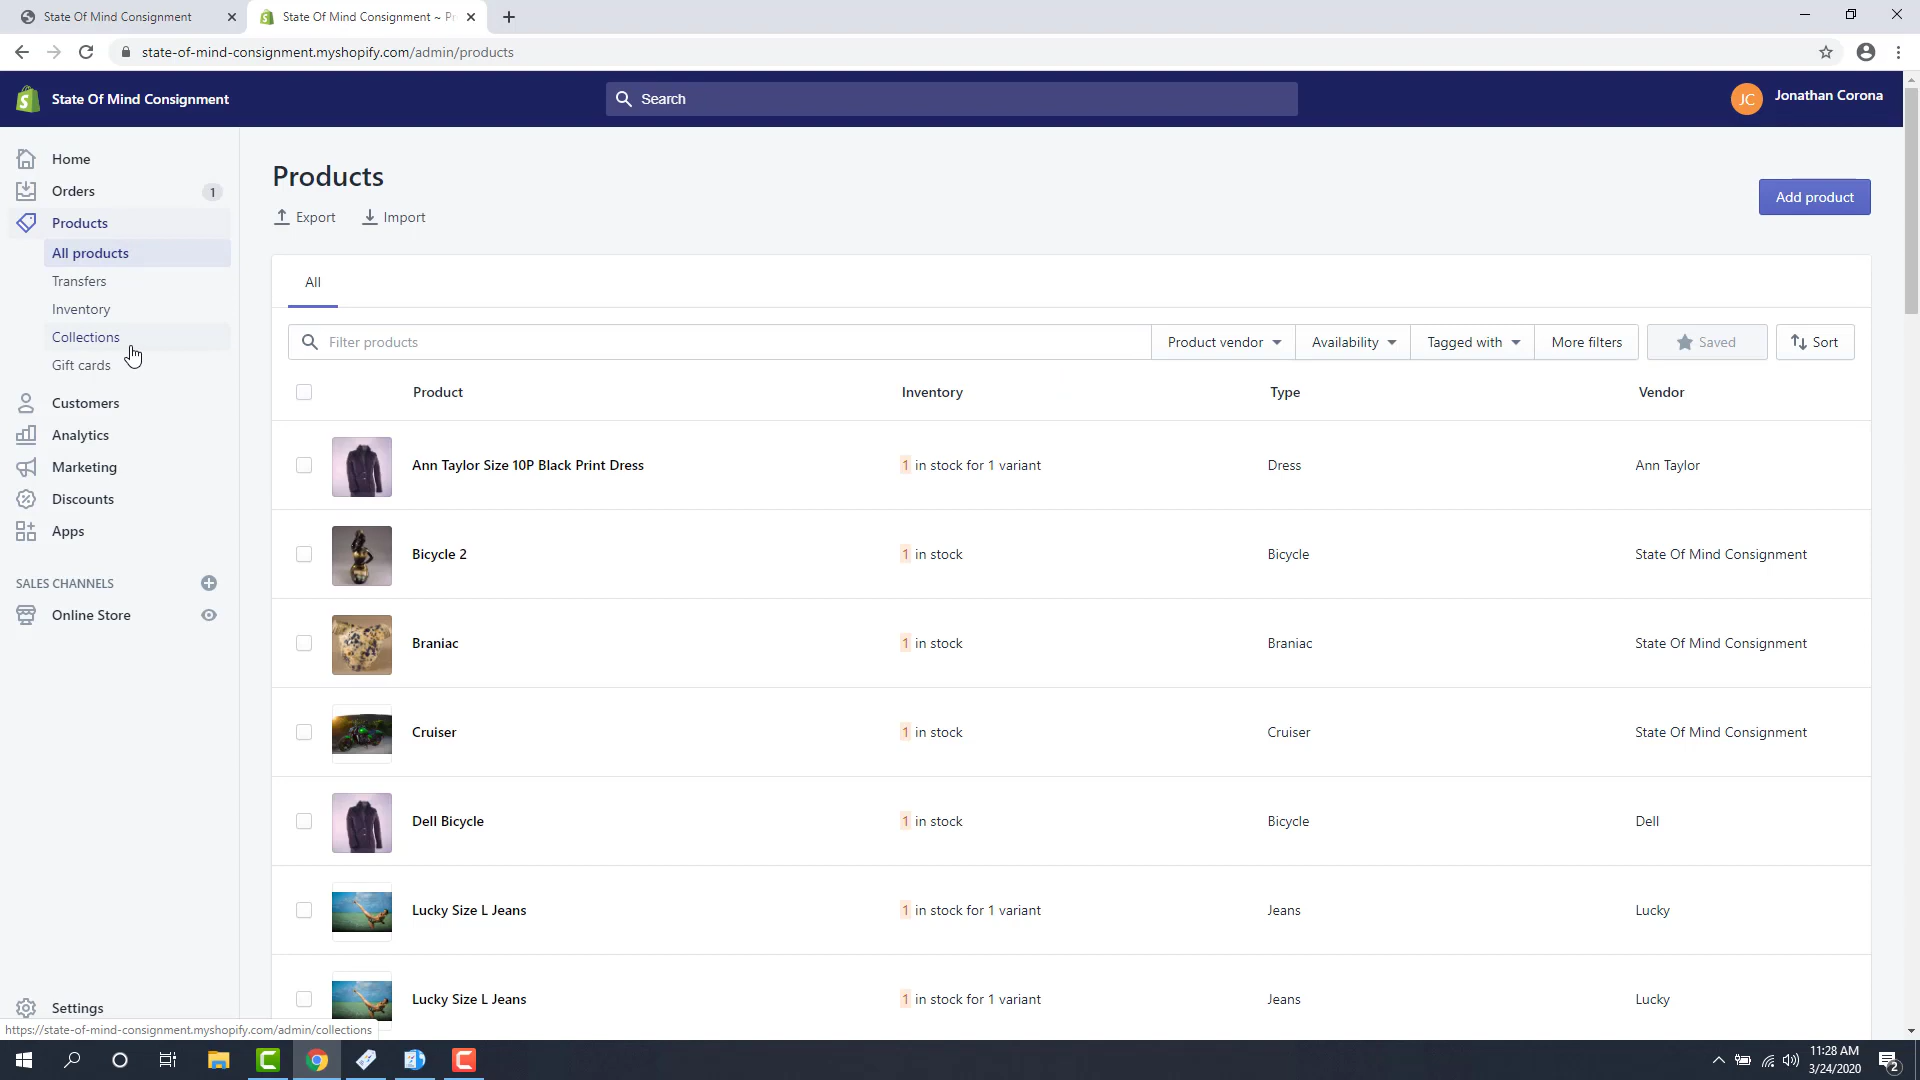 State Of Mind Consignment
State Of Mind Consignment ~ Pr
state-of-mind-consignment.myshopify.com/admin/products
State Of Mind Consignment
Search
JC
Jonathan Corona
Home
Orders
1
Products
All products
Transfers
Inventory
Collections
Gift cards
Customers
Analytics
Marketing
Discounts
Apps
SALES CHANNELS
Online Store
Settings
https://state-of-mind-consignment.myshopify.com/admin/collections
Products
Export Import
Add product
All
Filter products
Product vendor
Availability
Tagged with
More filters
Saved
Sort
Product Inventory Type Vendor
Ann Taylor Size 10P Black Print Dress 1 in stock for 1 variant Dress Ann Taylor
Bicycle 2 1 in stock Bicycle State Of Mind Consignment
Braniac 1 in stock Braniac State Of Mind Consignment
Cruiser 1 in stock Cruiser State Of Mind Consignment
Dell Bicycle 1 in stock Bicycle Dell
Lucky Size L Jeans 1 in stock for 1 variant Jeans Lucky
Lucky Size L Jeans 1 in stock for 1 variant Jeans Lucky
11:28 AM
3/24/2020
2